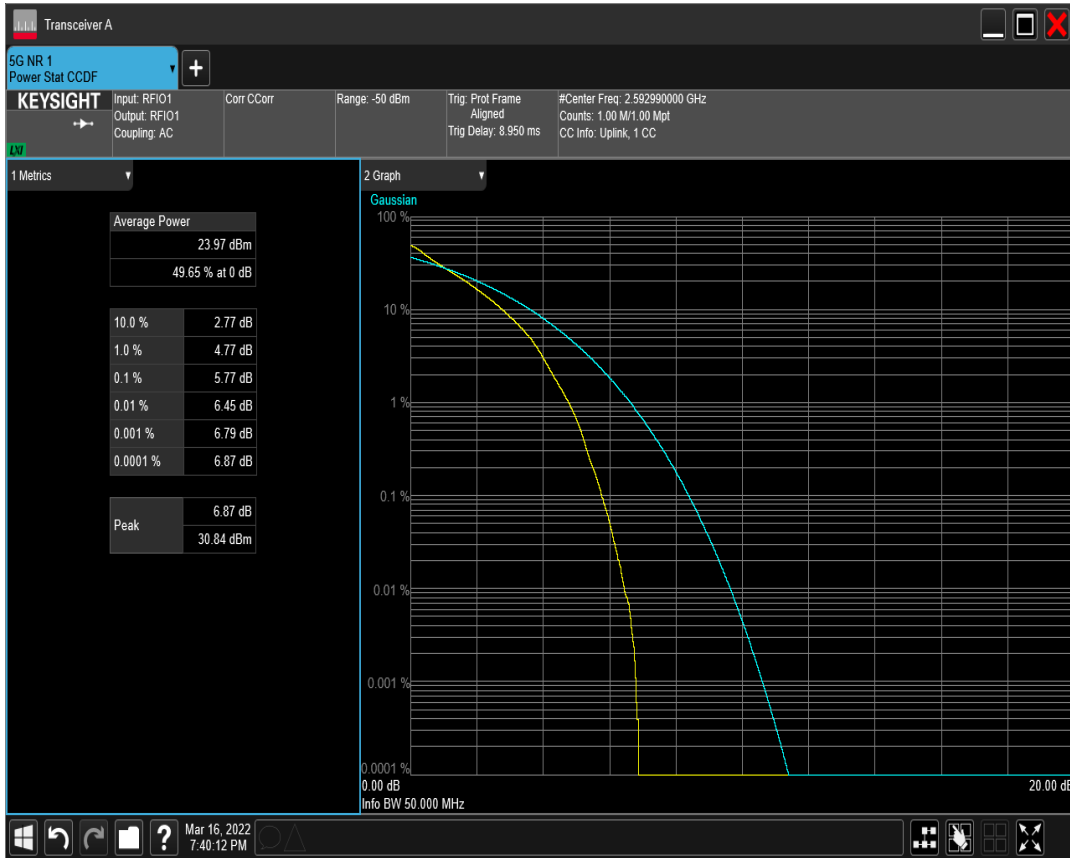 Transceiver A
5G NR 1
Power Stat CCDF
KEYSIGHT
LXI
Input: RFIO1
Output: RFIO1
Coupling: AC
Corr CCorr
Range: -50 dBm
Trig: Prot Frame
Aligned
Trig Delay: 8.950 ms
#Center Freq: 2.592990000 GHz
Counts: 1.00 M/1.00 Mpt
CC Info: Uplink, 1 CC
1 Metrics
Average Power
23.97 dBm
49.65 % at 0 dB
10.0 % 2.77 dB
1.0 % 4.77 dB
0.1 % 5.77 dB
0.01 % 6.45 dB
0.001 % 6.79 dB
0.0001 % 6.87 dB
Peak
6.87 dB
30.84 dBm
2 Graph
Gaussian
100 %
10 %
1 %
0.1 %
0.01 %
0.001 %
0.0001 %
0.00 dB 20.00 dB
Info BW 50.000 MHz
Mar 16, 2022
7:40:12 PM